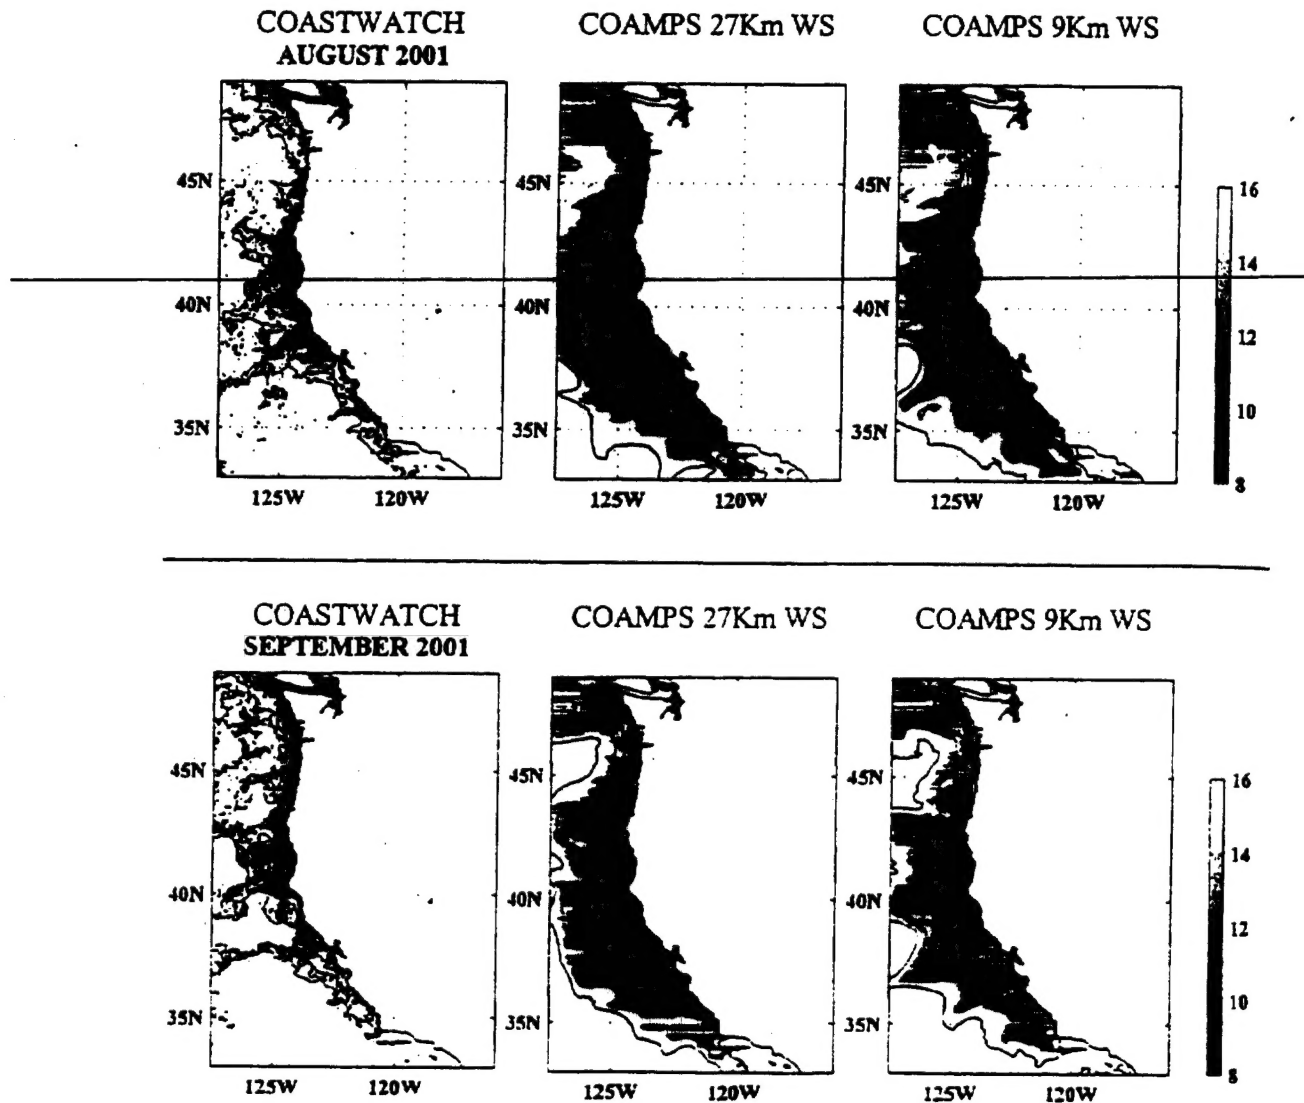 COASTWATCH COAMPS 27Km WS COAMPS 9Km WS
AUGUST 2001
45N 45N 45N 16
14
40N 40N 40N 12
10
35N 35N 35N
8
125W 120W 125W 120W 125W 120W
COASTWATCH COAMPS 27Km WS COAMPS 9Km WS
SEPTEMBER 2001
45N 45N 45N 16
14
40N 40N 40N 12
10
35N 35N 35N
8
125W 120W 125W 120W 125W 120W